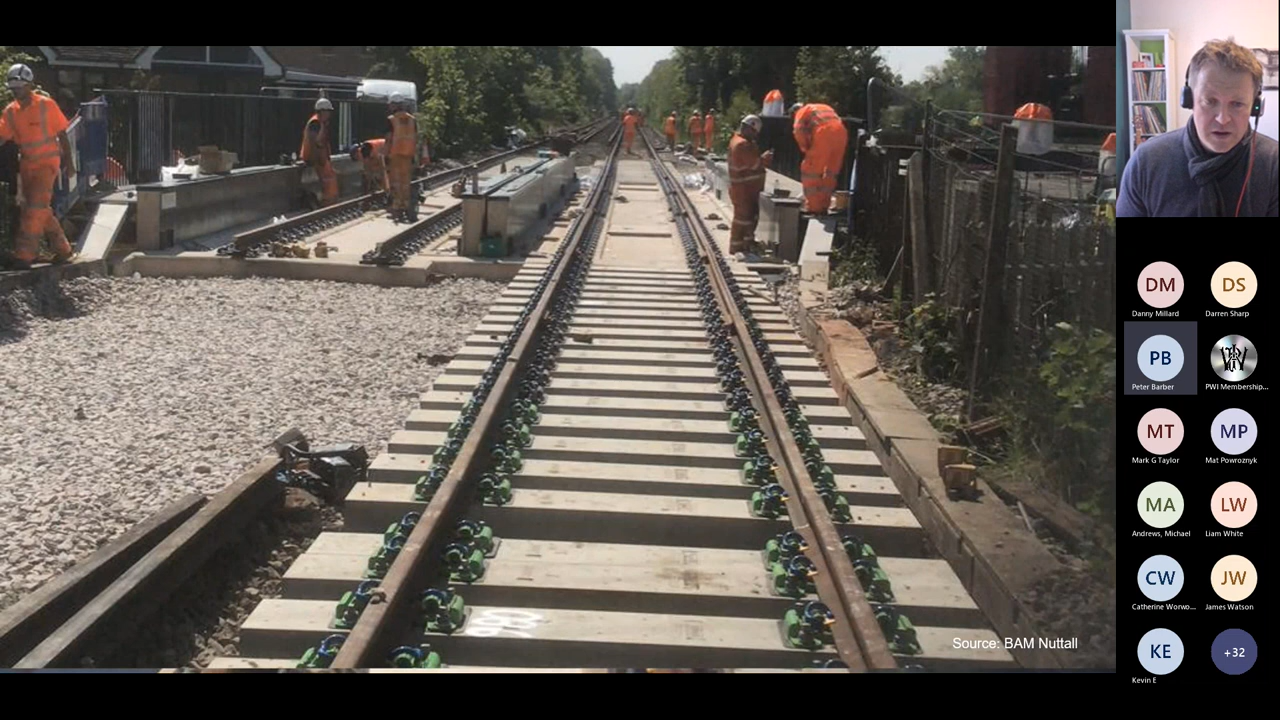 Source: BAM Nuttall
DM
Danny Millard
DS
Darren Sharp
PB
Peter Barber
PWI Membership...
MT
Mark G Taylor
MP
Mat Powroznyk
MA
Andrews, Michael
LW
Liam White
CW
Catherine Worwo...
JW
James Watson
KE
Kevin E
+32